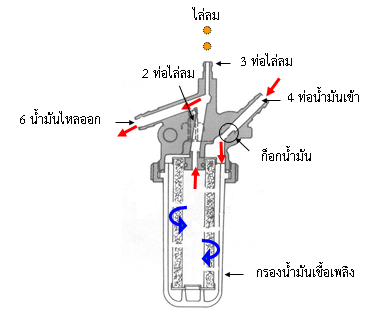 ไล่ลม
3 ท่อไล่ลม
2 ท่อไล่ลม
4 ท่อน้ำมันเข้า
6 น้ำมันไหลออก
ก็อกน้ำมัน
กรองน้ำมันเชื้อเพลิง